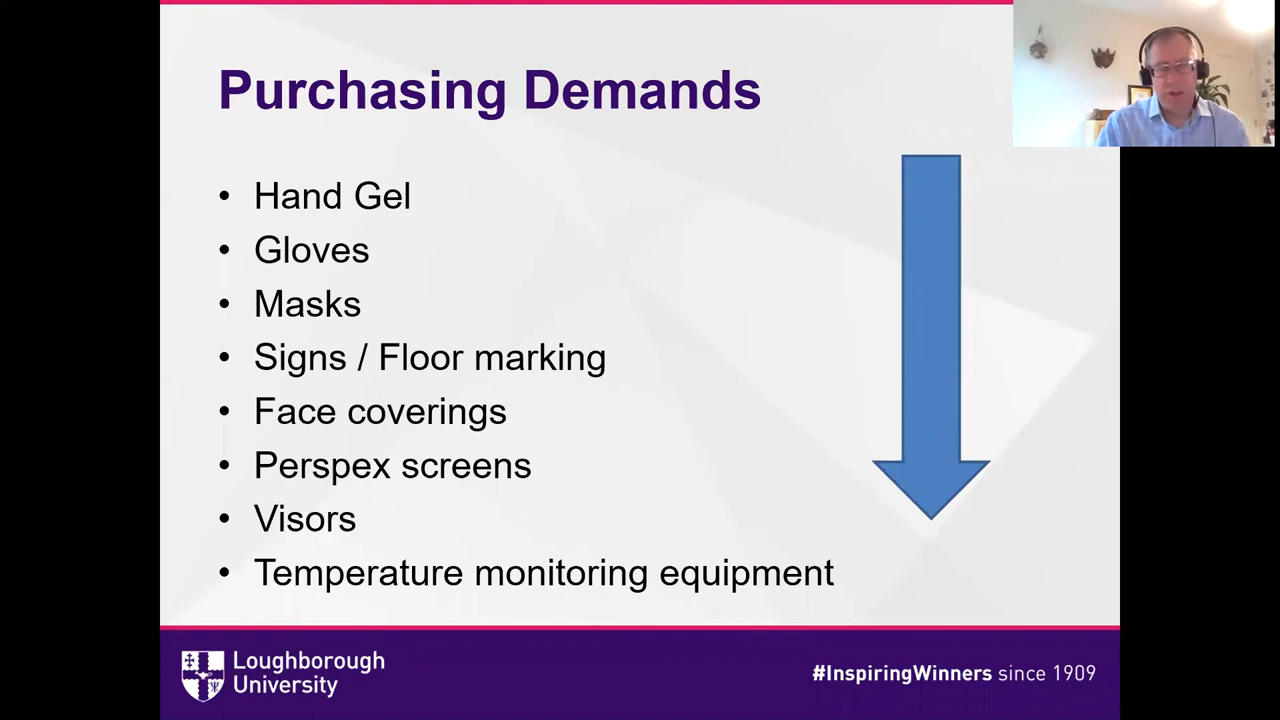 Purchasing Demands
• Hand Gel
• Gloves
• Masks
• Signs / Floor marking
• Face coverings
• Perspex screens
• Visors
• Temperature monitoring equipment
Loughborough
University
#InspiringWinners since 1909